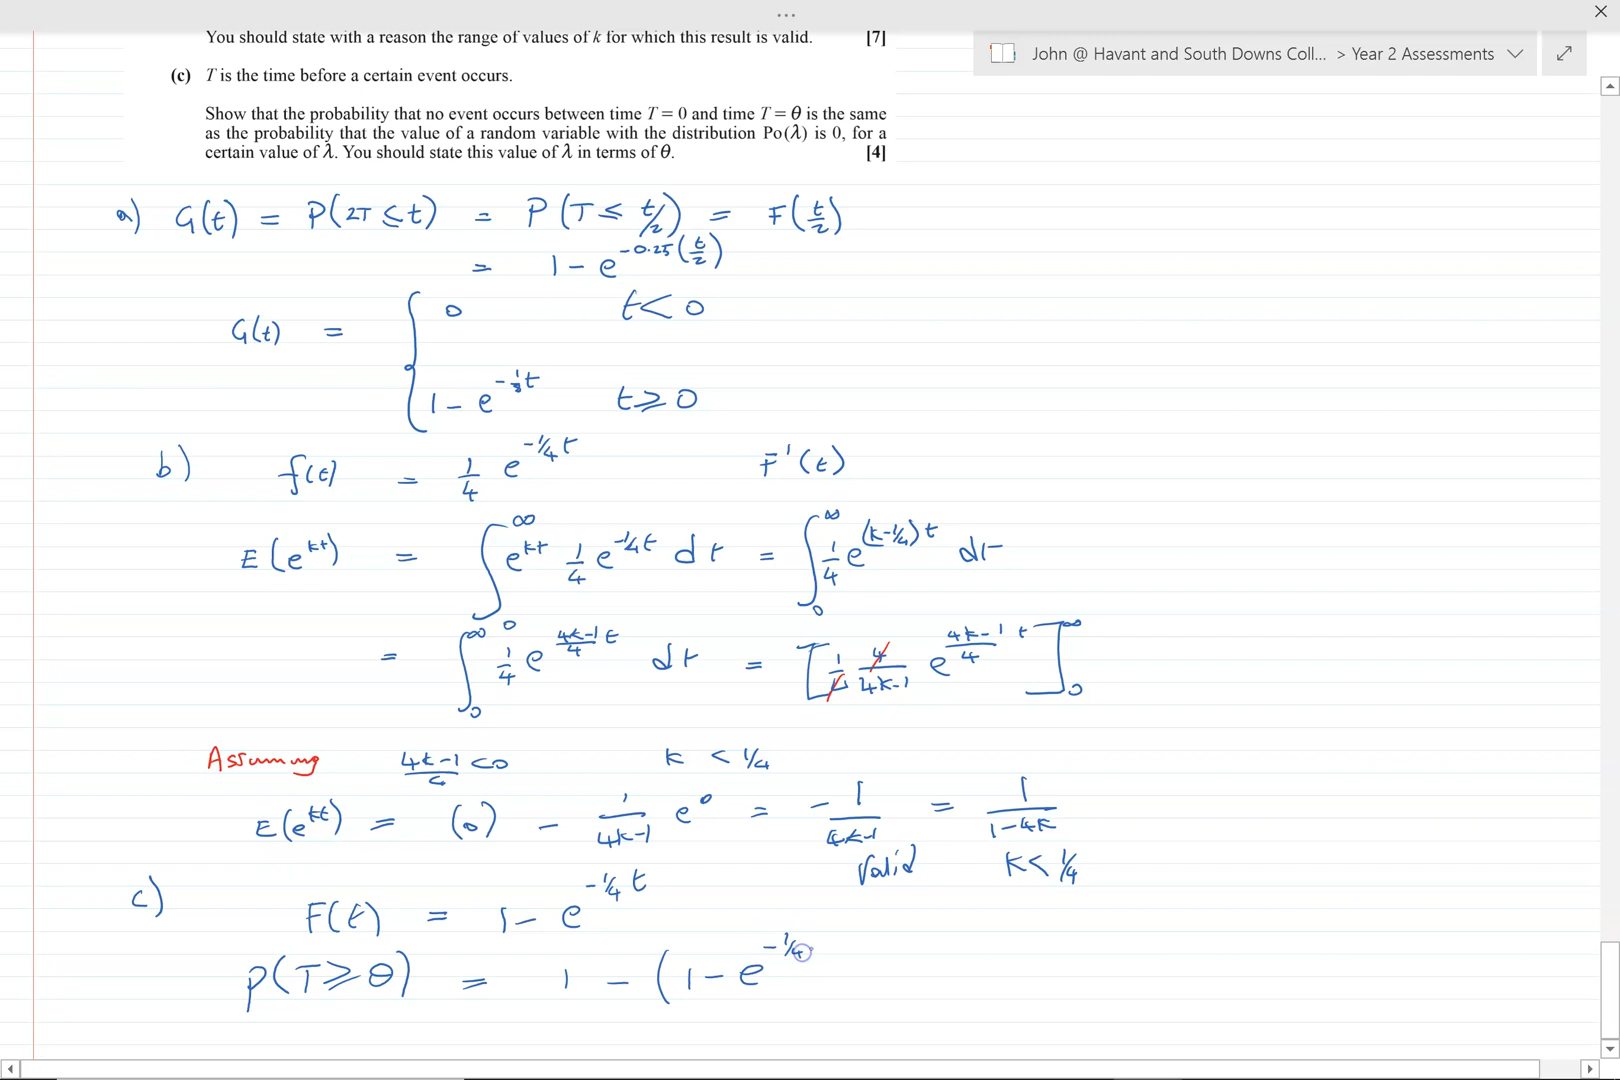 ...
John @ Havant and South Downs Coll... > Year 2 Assessments
You should state with a reason the range of values of k for which this result is valid. [7]
(c) T is the time before a certain event occurs.
Show that the probability that no event occurs between time T = 0 and time T = θ is the same
as the probability that the value of a random variable with the distribution Po(λ) is 0, for a
certain value of λ. You should state this value of λ in terms of θ. [4]
a) G(t) = P(2T ≤ t) = P(T ≤ t/2) = F(t/2)
= 1 - e^{-0.25(t/2)}
G(t) = { 0 t < 0
1 - e^{-1/8 t} t ≥ 0
b) f(t) = 1/4 e^{-1/4 t} F'(t)
E(e^{kt}) = ∫_0^∞ e^{kt} 1/4 e^{-1/4 t} dt = ∫_0^∞ 1/4 e^{(k-1/4)t} dt
= ∫_0^∞ 1/4 e^{(4k-1)/4 t} dt = [1/4 4/(4k-1) e^{(4k-1)/4 t}]_0^∞
Assuming (4k-1)/4 < 0 k < 1/4
E(e^{kt}) = (0) - 1/(4k-1) e^0 = - 1/(4k-1) = 1/(1-4k)
Valid k < 1/4
c) F(t) = 1 - e^{-1/4 t}
P(T ≥ θ) = 1 - (1 - e^{-1/4}